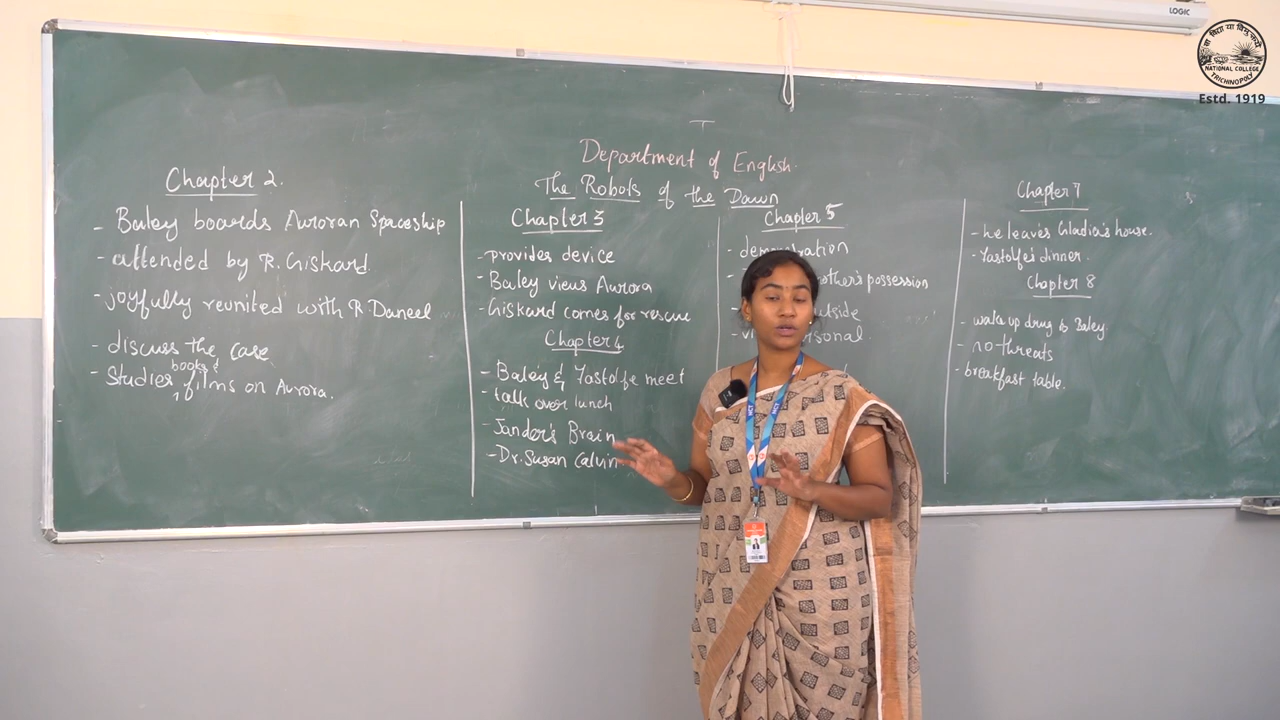 LOGIC
NATIONAL COLLEGE
TRICHINOPOLY
Estd. 1919
Department of English.
The Robots of the Dawn
Chapter 2.
- Baley boards Auroran Spaceship
- attended by R. Giskard.
- joyfully reunited with R. Daneel
- discuss the case
books &
- Studies films on Aurora.
Chapter 3
- provides device
- Baley views Aurora
- Giskard comes for rescue
Chapter 4
- Baley & Fastolfe meet
- talk over lunch
- Jander's Brain
- Dr. Susan Calvin
Chapter 5
- demonstration
possession
Chapter 7
- he leaves Gladia's house.
- Fastolfe's dinner.
Chapter 8
- wake up drug to Baley
- no threats
- breakfast table.
NCT